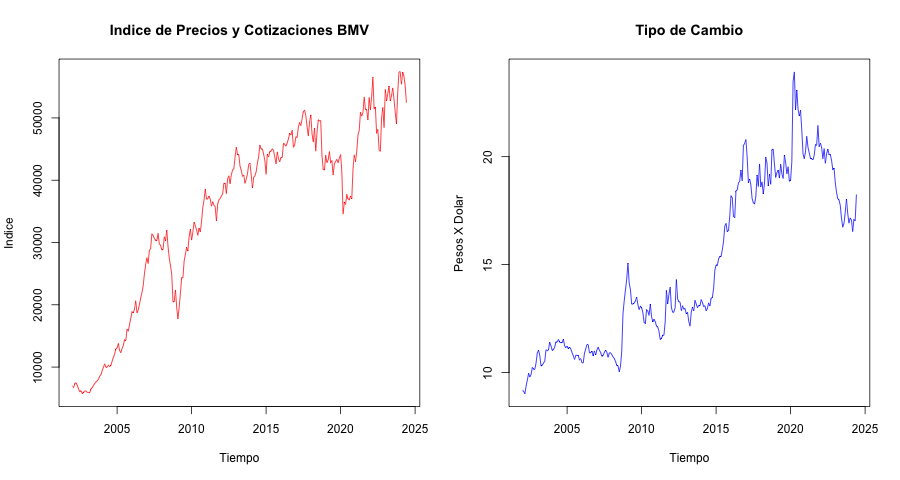 Indice de Precios y Cotizaciones BMV
Indice
50000
40000
30000
20000
10000
2005 2010 2015 2020 2025
Tiempo
Tipo de Cambio
Pesos X Dolar
20
15
10
2005 2010 2015 2020 2025
Tiempo